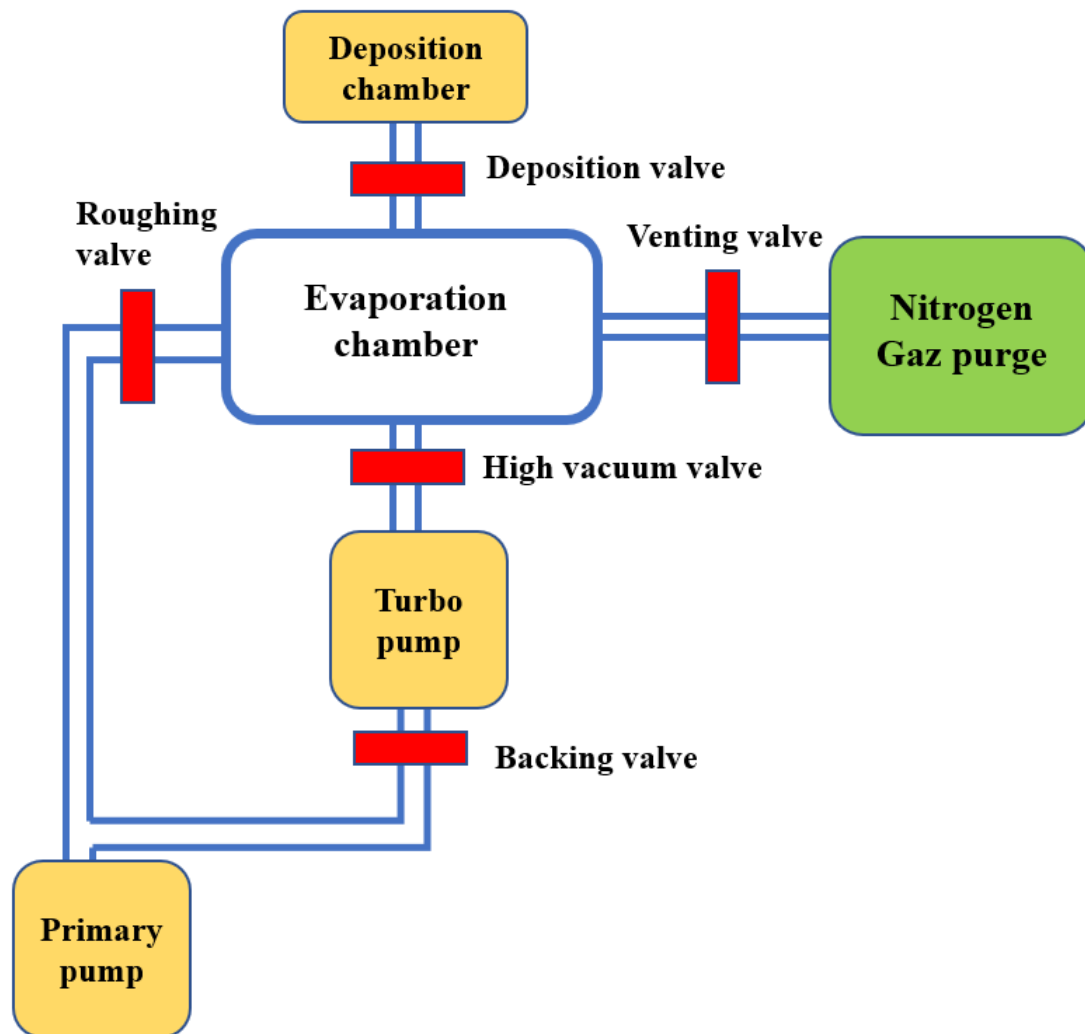 Deposition
chamber
Deposition valve
Roughing
valve
Venting valve
Evaporation
chamber
Nitrogen
Gaz purge
High vacuum valve
Turbo
pump
Backing valve
Primary
pump